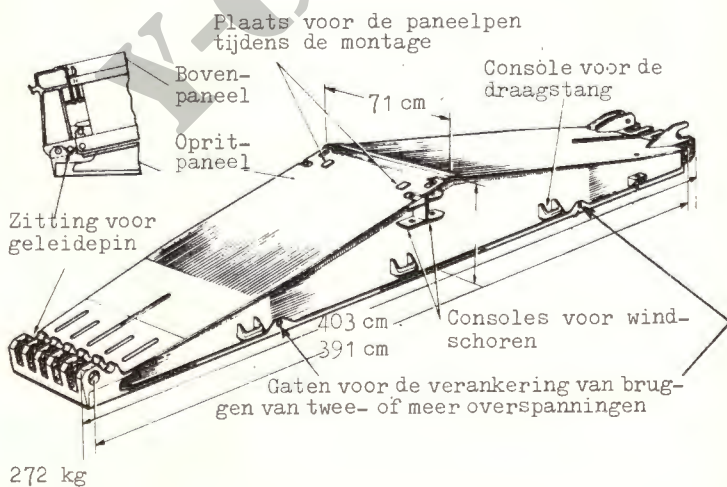 Plaats voor de paneelpen
tijdens de montage
Boven-
paneel
71 cm
Console voor de
draagstang
Oprit-
paneel
Zitting voor
geleidepin
403 cm
391 cm
Consoles voor wind-
schoren
Gaten voor de verankering van brug-
gen van twee- of meer overspanningen
272 kg